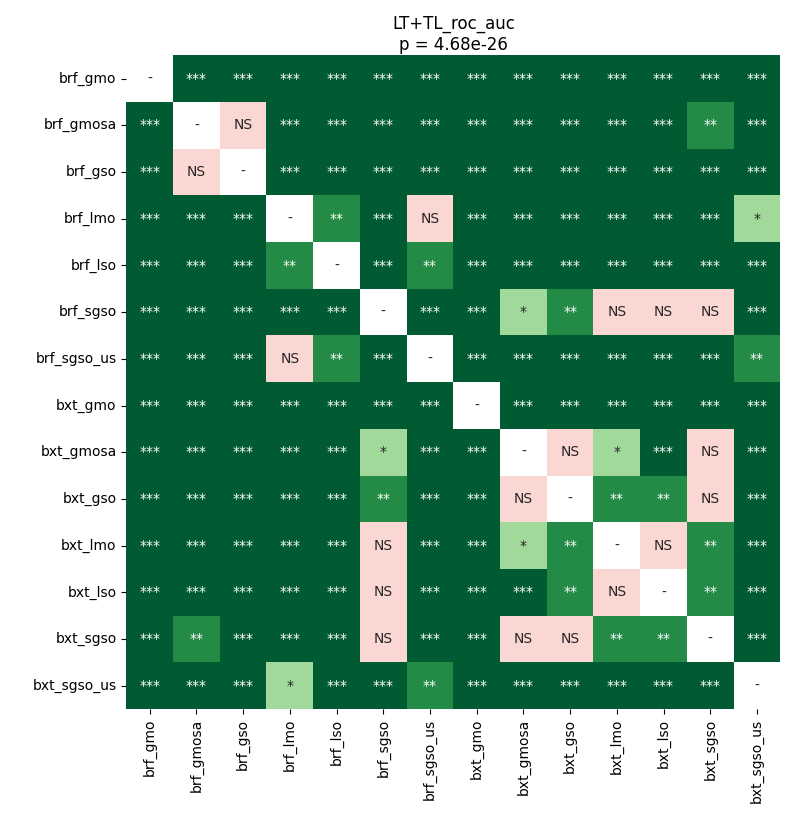 LT+TL_roc_auc
p = 4.68e-26
brf_gmo - *** *** *** *** *** *** *** *** *** *** *** *** ***
brf_gmosa *** - NS *** *** *** *** *** *** *** *** *** ** ***
brf_gso *** NS - *** *** *** *** *** *** *** *** *** *** ***
brf_lmo *** *** *** - ** *** NS *** *** *** *** *** *** *
brf_lso *** *** *** ** - *** ** *** *** *** *** *** *** ***
brf_sgso *** *** *** *** *** - *** *** * ** NS NS NS ***
brf_sgso_us *** *** *** NS ** *** - *** *** *** *** *** *** **
bxt_gmo *** *** *** *** *** *** *** - *** *** *** *** *** ***
bxt_gmosa *** *** *** *** *** * *** *** - NS * *** NS ***
bxt_gso *** *** *** *** *** ** *** *** NS - ** ** NS ***
bxt_lmo *** *** *** *** *** NS *** *** * ** - NS ** ***
bxt_lso *** *** *** *** *** NS *** *** *** ** NS - ** ***
bxt_sgso *** ** *** *** *** NS *** *** NS NS ** ** - ***
bxt_sgso_us *** *** *** * *** *** ** *** *** *** *** *** *** -
brf_gmo brf_gmosa brf_gso brf_lmo brf_lso brf_sgso brf_sgso_us bxt_gmo bxt_gmosa bxt_gso bxt_lmo bxt_lso bxt_sgso bxt_sgso_us